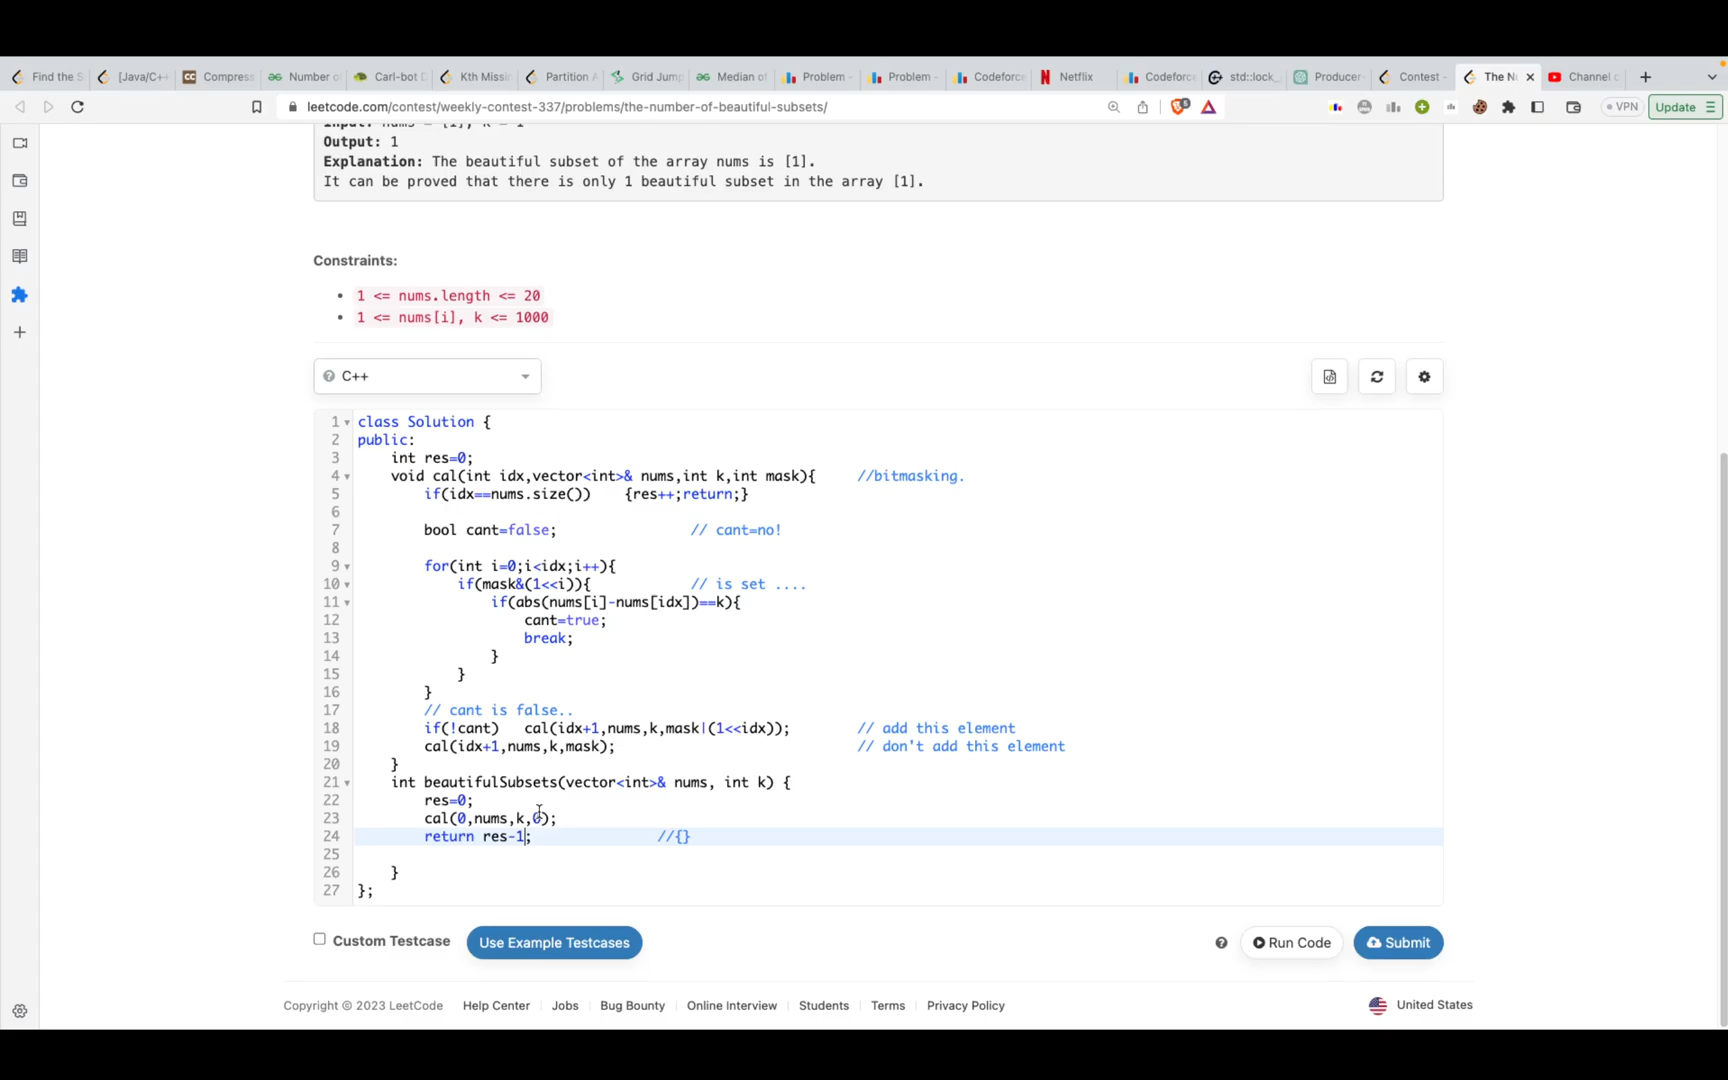 Find the S
[Java/C++
Compress
Number o
Carl-bot D
Kth Missi
Partition A
Grid Jump
Median of
Problem -
Problem -
Codeforc
Netflix
Codeforc
std::lock_
Producer
Contest -
The Nu
Channel c
leetcode.com/contest/weekly-contest-337/problems/the-number-of-beautiful-subsets/
VPN
Update
Input: nums = [1], k = 1
Output: 1
Explanation: The beautiful subset of the array nums is [1].
It can be proved that there is only 1 beautiful subset in the array [1].
Constraints:
• 1 <= nums.length <= 20
• 1 <= nums[i], k <= 1000
C++
1 class Solution {
2 public:
3 int res=0;
4 void cal(int idx,vector<int>& nums,int k,int mask){ //bitmasking.
5 if(idx==nums.size()) {res++;return;}
6
7 bool cant=false; // cant=no!
8
9 for(int i=0;i<idx;i++){
10 if(mask&(1<<i)){ // is set ....
11 if(abs(nums[i]-nums[idx])==k){
12 cant=true;
13 break;
14 }
15 }
16 }
17 // cant is false..
18 if(!cant) cal(idx+1,nums,k,mask|(1<<idx)); // add this element
19 cal(idx+1,nums,k,mask); // don't add this element
20 }
21 int beautifulSubsets(vector<int>& nums, int k) {
22 res=0;
23 cal(0,nums,k,0);
24 return res-1; //{}
25
26 }
27 };
Custom Testcase
Use Example Testcases
Run Code
Submit
Copyright © 2023 LeetCode
Help Center
Jobs
Bug Bounty
Online Interview
Students
Terms
Privacy Policy
United States